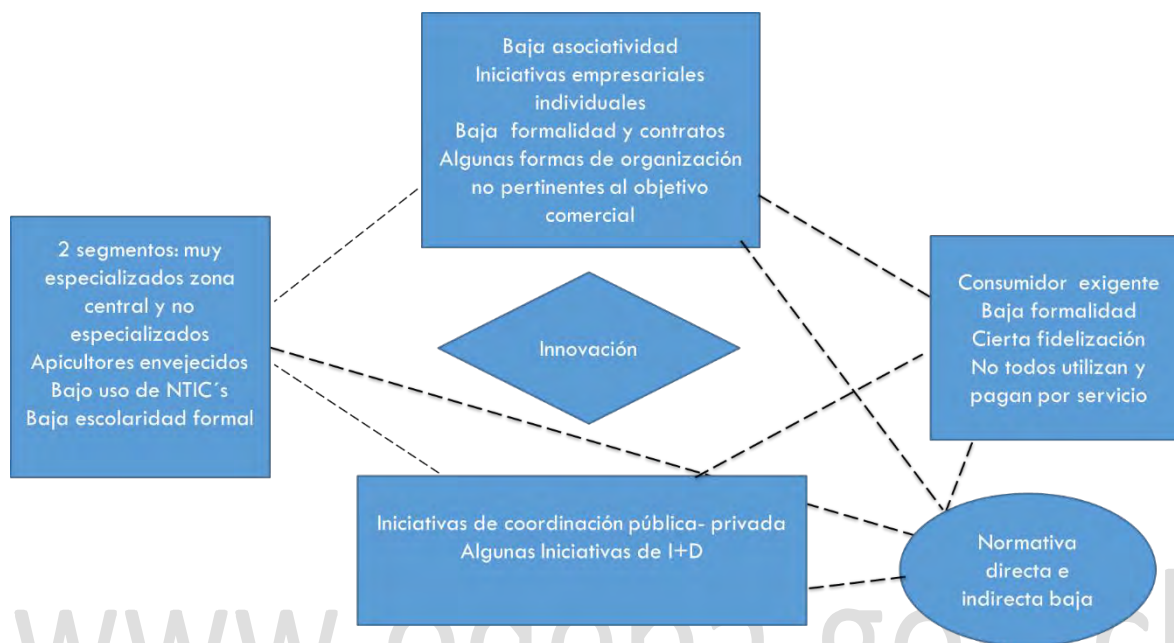 Baja asociatividad
Iniciativas empresariales
individuales
Baja formalidad y contratos
Algunas formas de organización
no pertinentes al objetivo
comercial
2 segmentos: muy
especializados zona
central y no
especializados
Apicultores envejecidos
Bajo uso de NTIC´s
Baja escolaridad formal
Innovación
Consumidor exigente
Baja formalidad
Cierta fidelización
No todos utilizan y
pagan por servicio
Iniciativas de coordinación pública- privada
Algunas Iniciativas de I+D
Normativa
directa e
indirecta baja